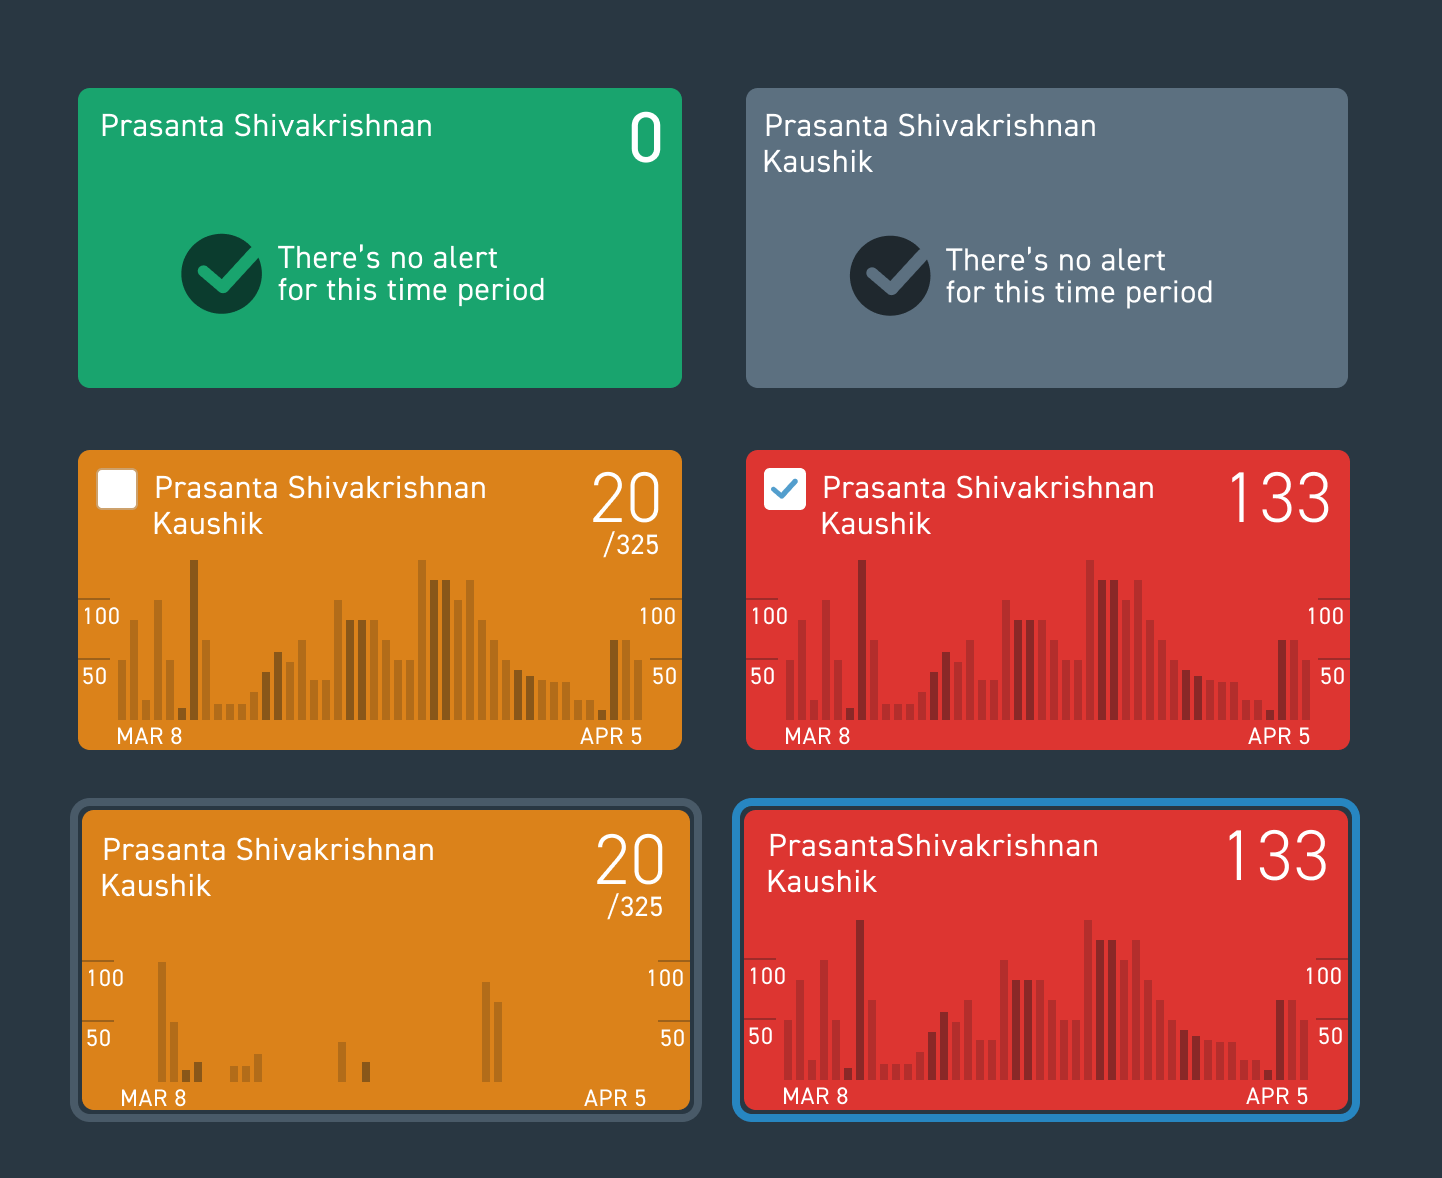 Prasanta Shivakrishnan
0
There's no alert
for this time period
Prasanta Shivakrishnan
Kaushik
There's no alert
for this time period
Prasanta Shivakrishnan
Kaushik
20
/325
100
100
50
50
MAR 8
APR 5
Prasanta Shivakrishnan
Kaushik
133
100
100
50
50
MAR 8
APR 5
Prasanta Shivakrishnan
Kaushik
20
/325
100
100
50
50
MAR 8
APR 5
PrasantaShivakrishnan
Kaushik
133
100
100
50
50
MAR 8
APR 5